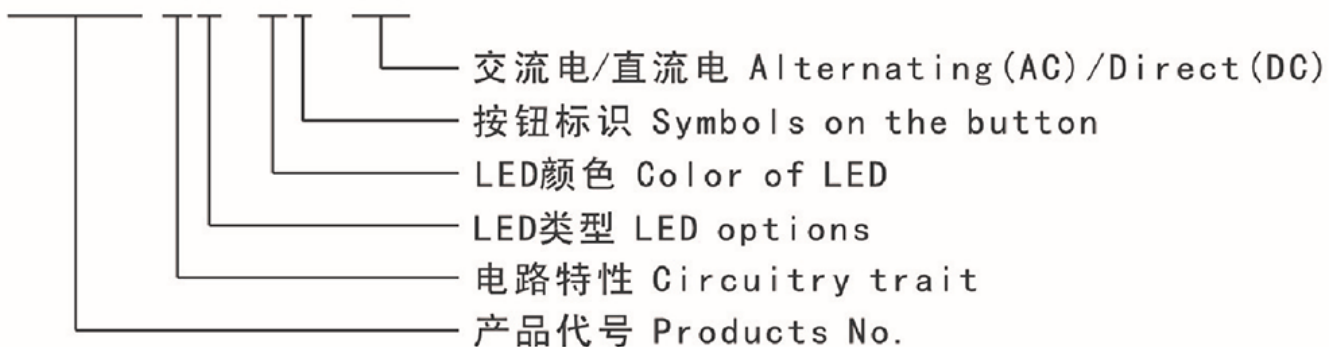 交流电/直流电 Alternating(AC)/Direct(DC)
按钮标识 Symbols on the button
LED颜色 Color of LED
LED类型 LED options
电路特性 Circuitry trait
产品代号 Products No.